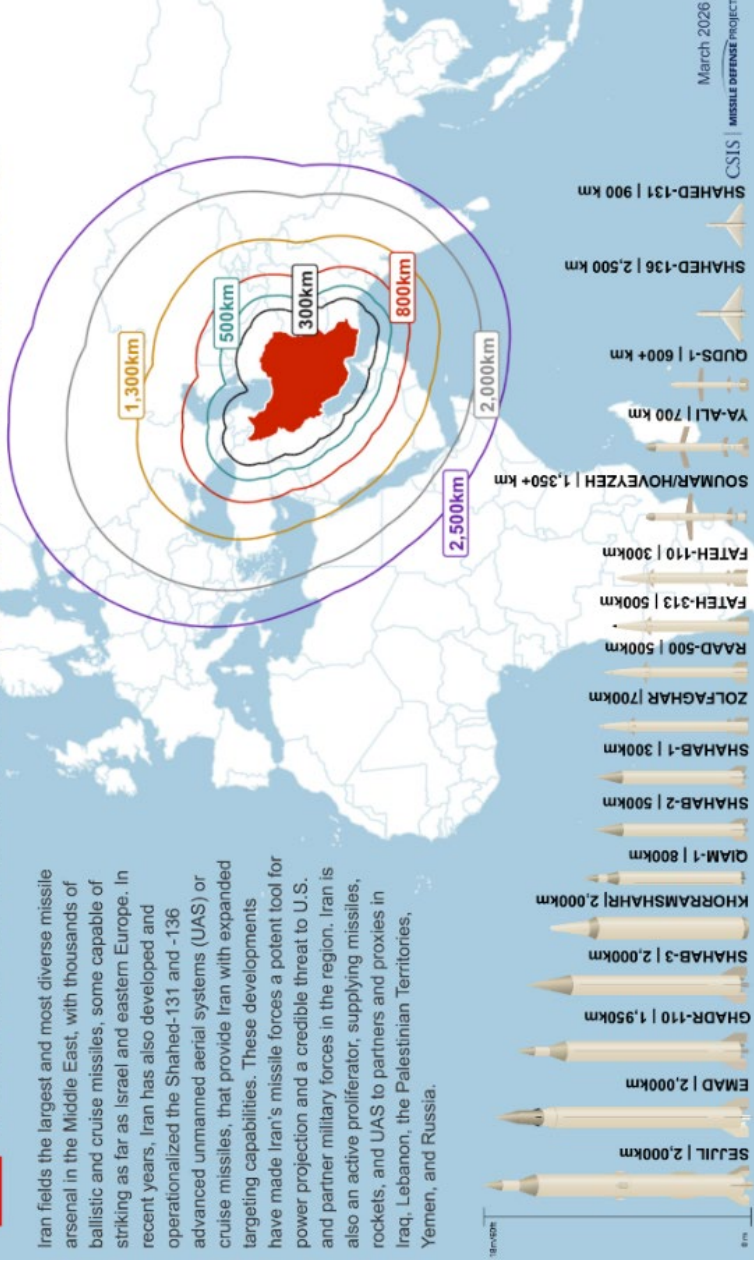 Iran fields the largest and most diverse missile
arsenal in the Middle East, with thousands of
ballistic and cruise missiles, some capable of
striking as far as Israel and eastern Europe. In
recent years, Iran has also developed and
operationalized the Shahed-131 and -136
advanced unmanned aerial systems (UAS) or
cruise missiles, that provide Iran with expanded
targeting capabilities. These developments
have made Iran's missile forces a potent tool for
power projection and a credible threat to U.S.
and partner military forces in the region. Iran is
also an active proliferator, supplying missiles,
rockets, and UAS to partners and proxies in
Iraq, Lebanon, the Palestinian Territories,
Yemen, and Russia.
1,300km
500km
300km
800km
2,000km
2,500km
18m/60ft
0 m
SEJJIL | 2,000km
EMAD | 2,000km
GHADR-110 | 1,950km
SHAHAB-3 | 2,000km
KHORRAMSHAHR| 2,000km
QIAM-1 | 800km
SHAHAB-2 | 500km
SHAHAB-1 | 300km
ZOLFAGHAR |700km
RAAD-500 | 500km
FATEH-313 | 500km
FATEH-110 | 300km
SOUMAR/HOVEYZEH | 1,350+ km
YA-ALI | 700 km
QUDS-1 | 600+ km
SHAHED-136 | 2,500 km
SHAHED-131 | 900 km
March 2026
CSIS | MISSILE DEFENSE PROJECT